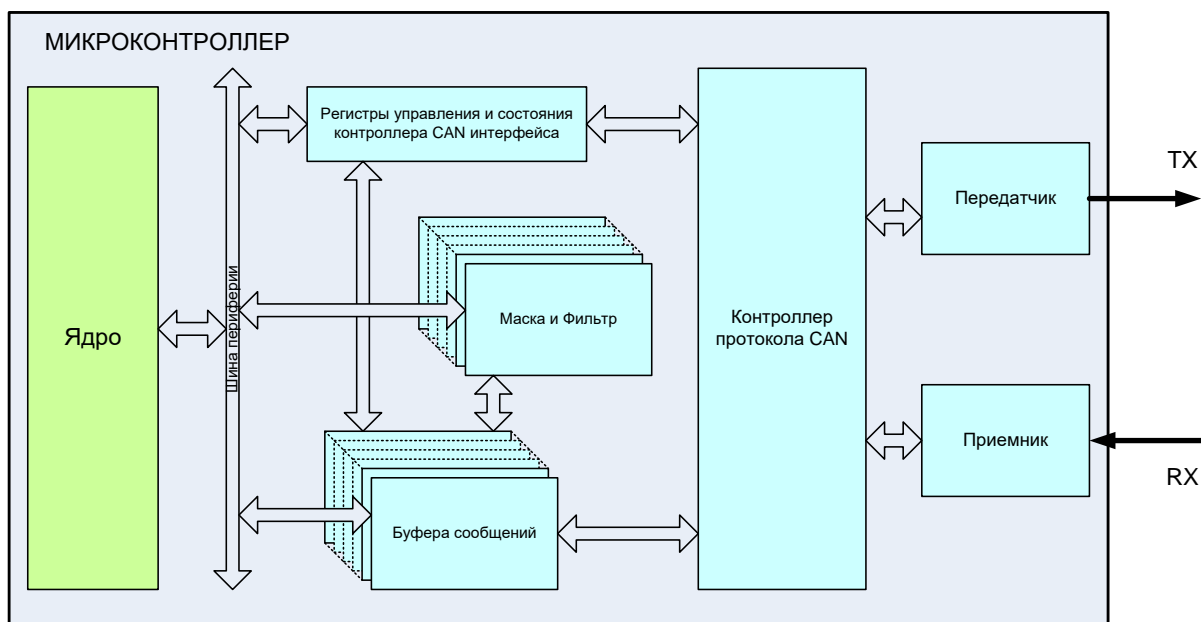 МИКРОКОНТРОЛЛЕР
Ядро
Шина периферии
Регистры управления и состояния
контроллера CAN интерфейса
Маска и Фильтр
Буфера сообщений
Контроллер
протокола CAN
Передатчик
TX
Приемник
RX